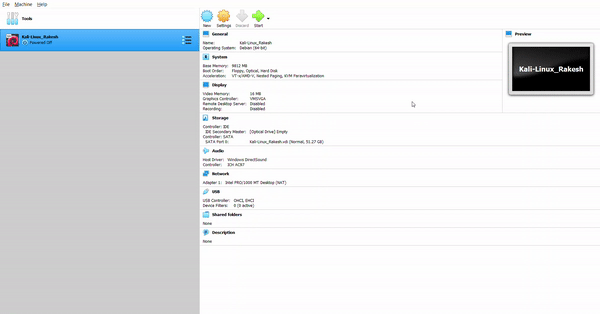 File Machine Help
Tools
New Settings Discard Start
Kali-Linux_Rakesh
Powered Off
General
Name: Kali-Linux_Rakesh
Operating System: Debian (64-bit)
System
Base Memory: 9812 MB
Boot Order: Floppy, Optical, Hard Disk
Acceleration: VT-x/AMD-V, Nested Paging, KVM Paravirtualization
Display
Video Memory: 16 MB
Graphics Controller: VMSVGA
Remote Desktop Server: Disabled
Recording: Disabled
Storage
Controller: IDE
IDE Secondary Master: [Optical Drive] Empty
Controller: SATA
SATA Port 0: Kali-Linux_Rakesh.vdi (Normal, 51.27 GB)
Audio
Host Driver: Windows DirectSound
Controller: ICH AC97
Network
Adapter 1: Intel PRO/1000 MT Desktop (NAT)
USB
USB Controller: OHCI, EHCI
Device Filters: 0 (0 active)
Shared folders
None
Description
None
Preview
Kali-Linux_Rakesh